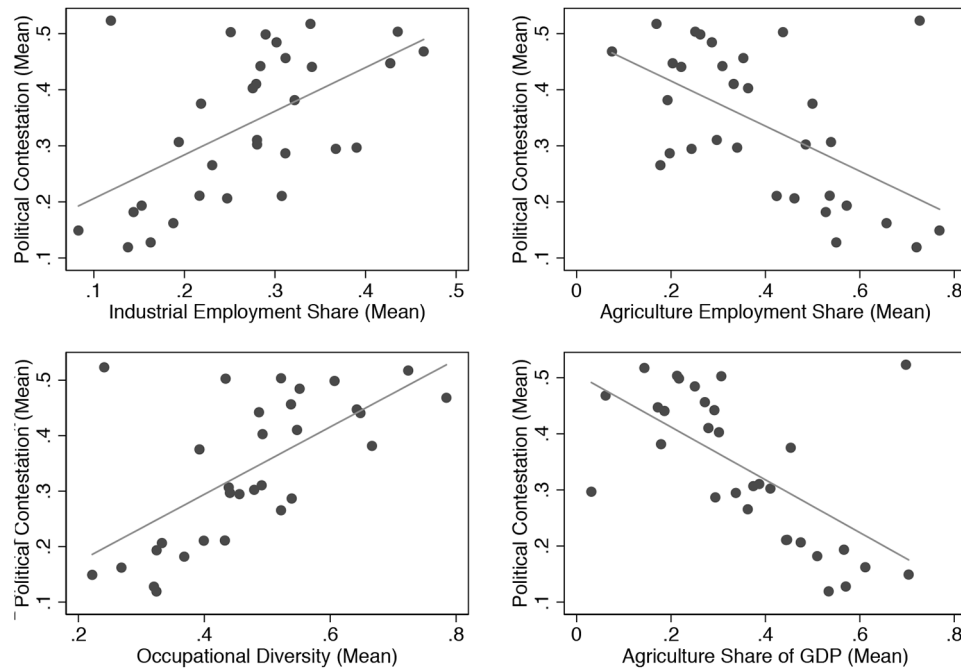 Political Contestation (Mean)
.5
.4
.3
.2
.1
.1 .2 .3 .4 .5
Industrial Employment Share (Mean)
Political Contestation (Mean)
.5
.4
.3
.2
.1
0 .2 .4 .6 .8
Agriculture Employment Share (Mean)
Political Contestation (Mean)
.5
.4
.3
.2
.1
.2 .4 .6 .8
Occupational Diversity (Mean)
Political Contestation (Mean)
.5
.4
.3
.2
.1
0 .2 .4 .6 .8
Agriculture Share of GDP (Mean)